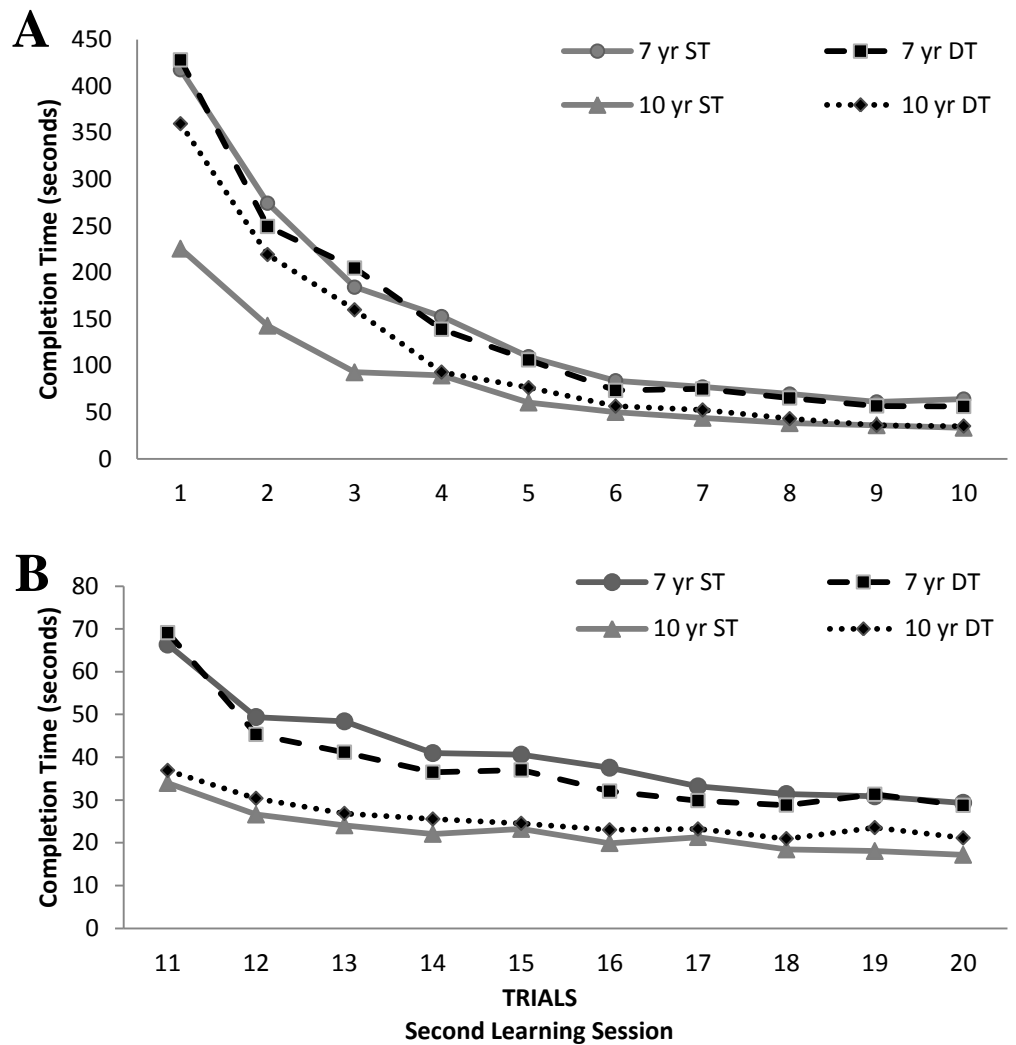 A
Completion Time (seconds)
450
400
350
300
250
200
150
100
50
0
7 yr ST
7 yr DT
10 yr ST
10 yr DT
1 2 3 4 5 6 7 8 9 10
B
Completion Time (seconds)
80
70
60
50
40
30
20
10
0
7 yr ST
7 yr DT
10 yr ST
10 yr DT
11 12 13 14 15 16 17 18 19 20
TRIALS
Second Learning Session